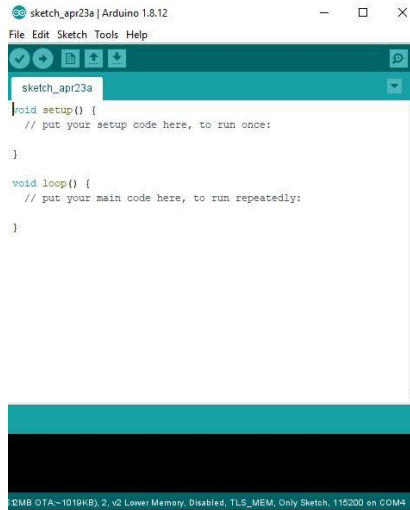 sketch_apr23a | Arduino 1.8.12
File Edit Sketch Tools Help
sketch_apr23a
void setup() {
// put your setup code here, to run once:
}
void loop() {
// put your main code here, to run repeatedly:
}
2MB OTA:~1019KB), 2, v2 Lower Memory, Disabled, TLS_MEM, Only Sketch, 115200 on COM4